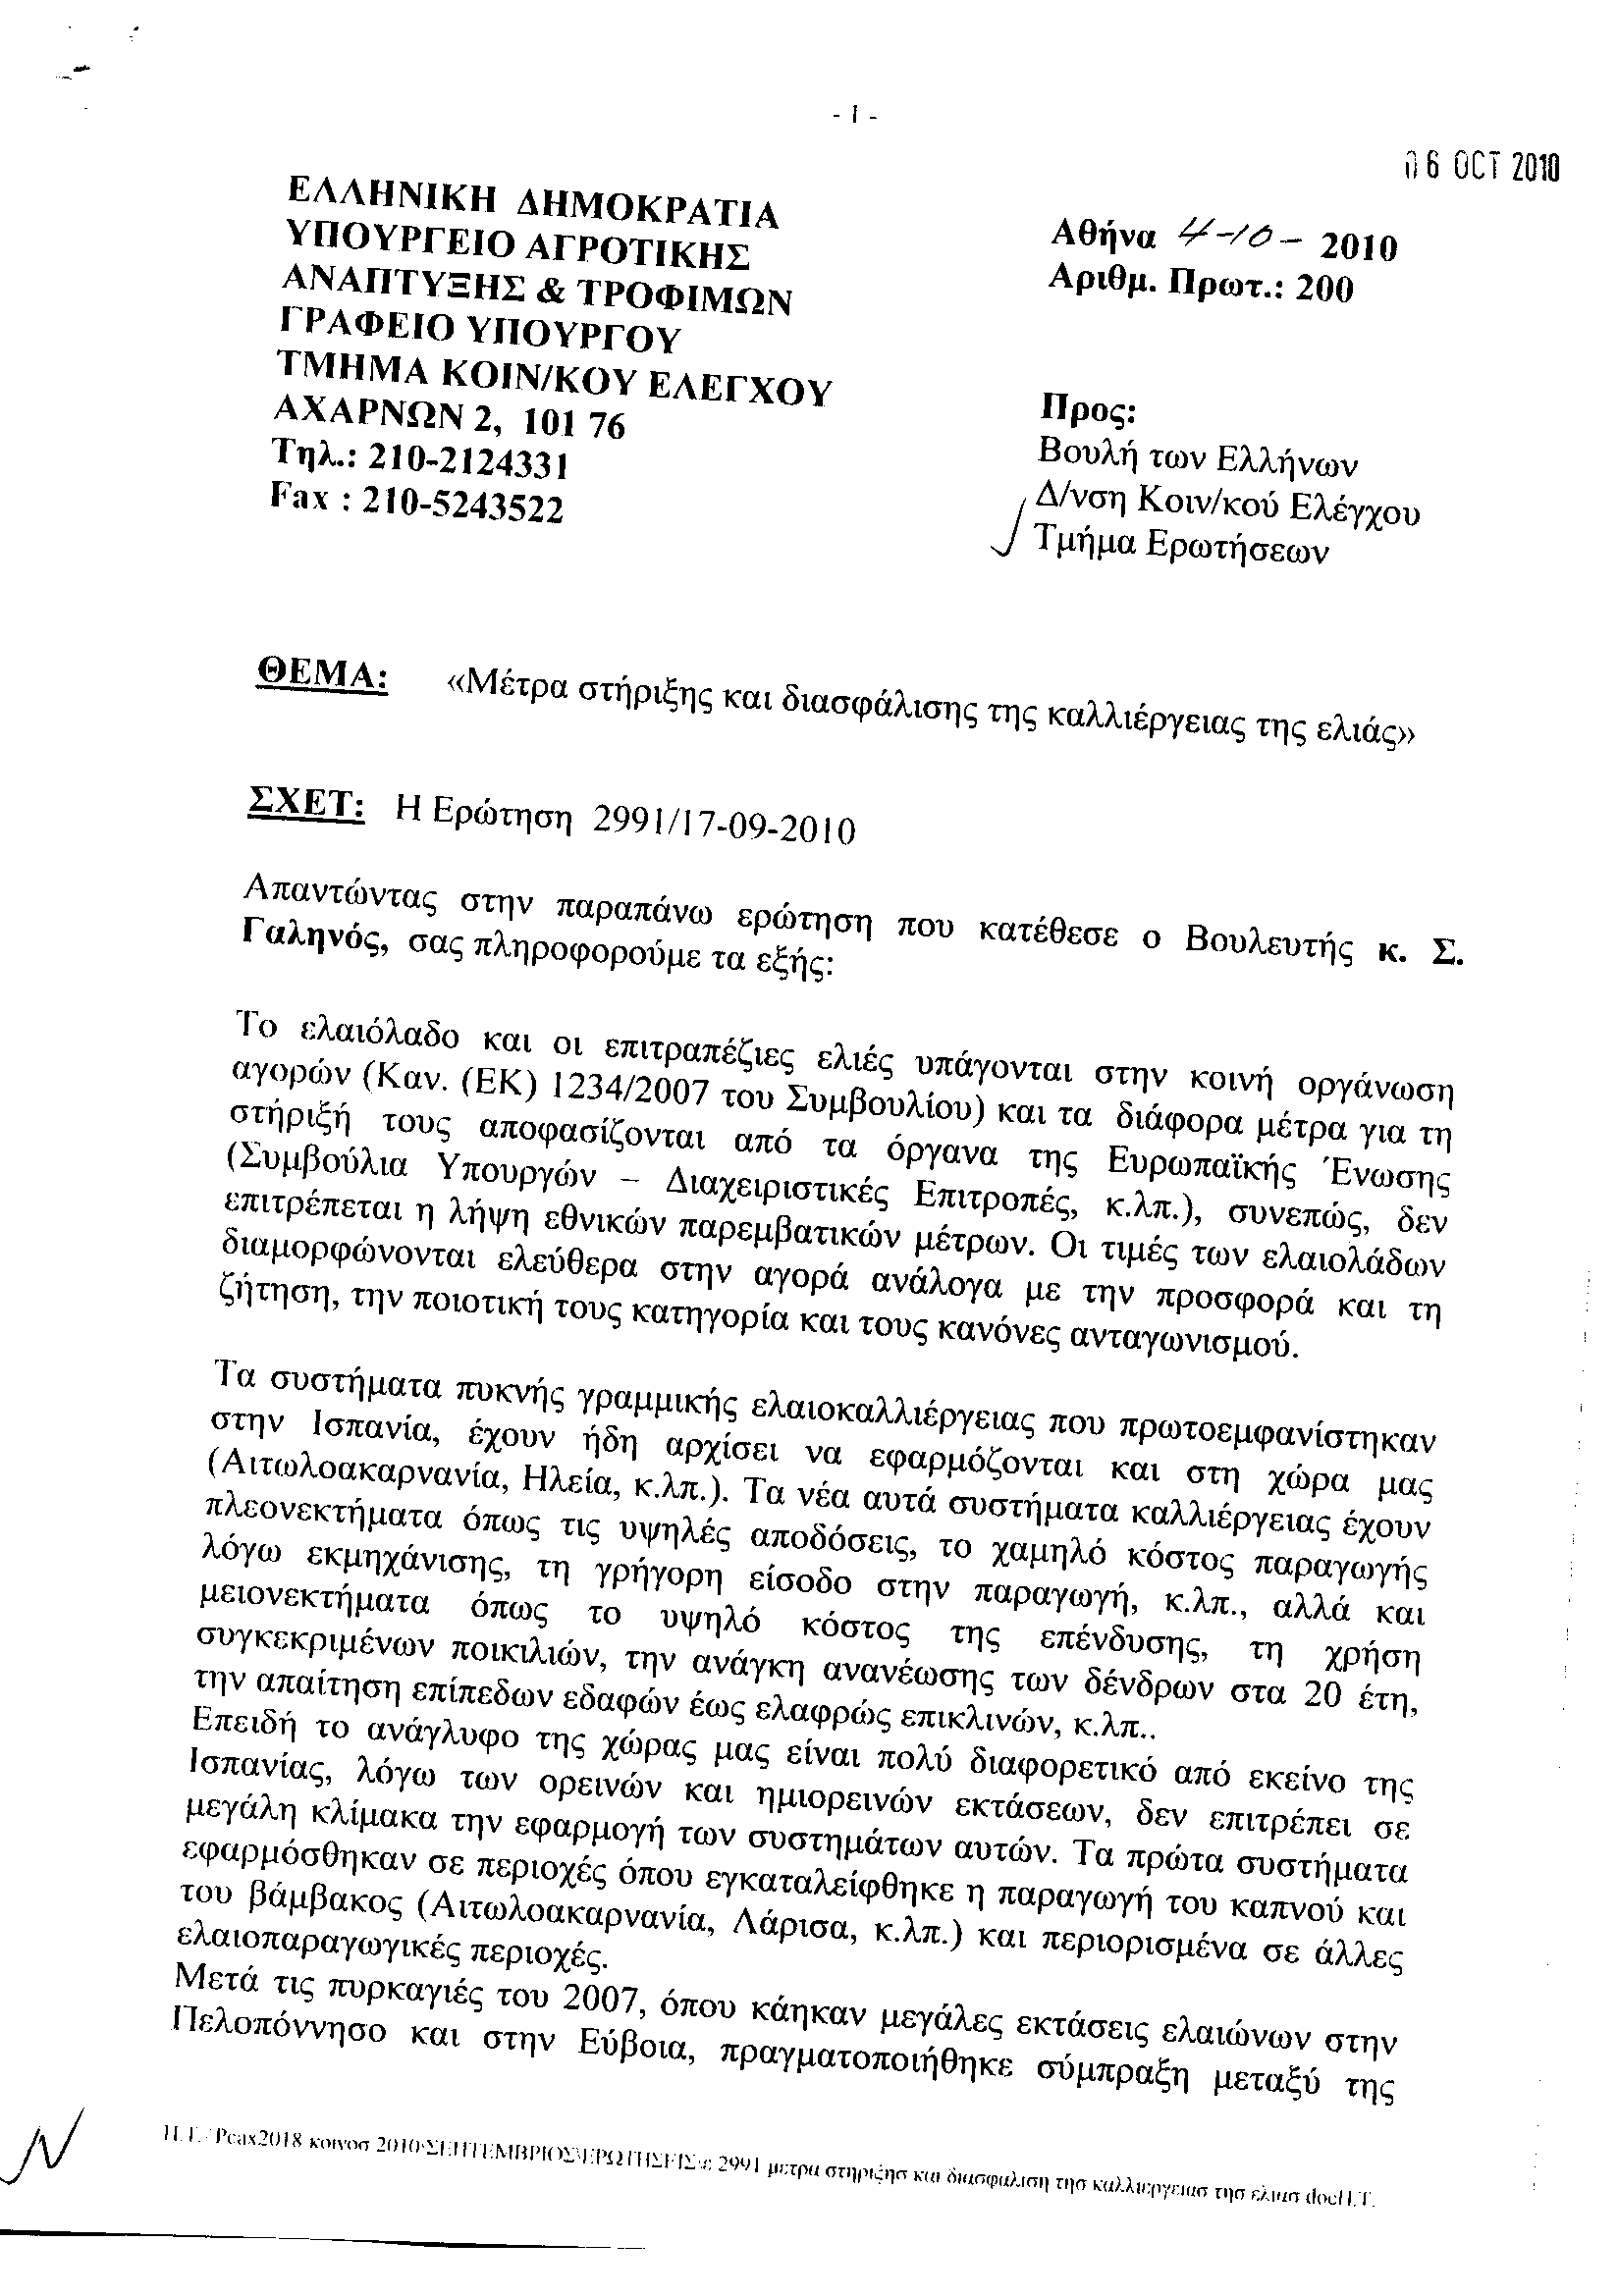 - 1 -
06 OCT 2010
ΕΛΛΗΝΙΚΗ ΔΗΜΟΚΡΑΤΙΑ
ΥΠΟΥΡΓΕΙΟ ΑΓΡΟΤΙΚΗΣ
ΑΝΑΠΤΥΞΗΣ & ΤΡΟΦΙΜΩΝ
ΓΡΑΦΕΙΟ ΥΠΟΥΡΓΟΥ
ΤΜΗΜΑ ΚΟΙΝ/ΚΟΥ ΕΛΕΓΧΟΥ
ΑΧΑΡΝΩΝ 2, 101 76
Τηλ.: 210-2124331
Fax : 210-5243522
Αθήνα 4-10- 2010
Αριθμ. Πρωτ.: 200
Προς:
Βουλή των Ελλήνων
Δ/νση Κοιν/κού Ελέγχου
Τμήμα Ερωτήσεων
ΘΕΜΑ: «Μέτρα στήριξης και διασφάλισης της καλλιέργειας της ελιάς»
ΣΧΕΤ: Η Ερώτηση 2991/17-09-2010
Απαντώντας στην παραπάνω ερώτηση που κατέθεσε ο Βουλευτής κ. Σ.
Γαληνός, σας πληροφορούμε τα εξής:
Το ελαιόλαδο και οι επιτραπέζιες ελιές υπάγονται στην κοινή οργάνωση
αγορών (Καν. (ΕΚ) 1234/2007 του Συμβουλίου) και τα διάφορα μέτρα για τη
στήριξή τους αποφασίζονται από τα όργανα της Ευρωπαϊκής Ένωσης
(Συμβούλια Υπουργών – Διαχειριστικές Επιτροπές, κ.λπ.), συνεπώς, δεν
επιτρέπεται η λήψη εθνικών παρεμβατικών μέτρων. Οι τιμές των ελαιολάδων
διαμορφώνονται ελεύθερα στην αγορά ανάλογα με την προσφορά και τη
ζήτηση, την ποιοτική τους κατηγορία και τους κανόνες ανταγωνισμού.
Τα συστήματα πυκνής γραμμικής ελαιοκαλλιέργειας που πρωτοεμφανίστηκαν
στην Ισπανία, έχουν ήδη αρχίσει να εφαρμόζονται και στη χώρα μας
(Αιτωλοακαρνανία, Ηλεία, κ.λπ.). Τα νέα αυτά συστήματα καλλιέργειας έχουν
πλεονεκτήματα όπως τις υψηλές αποδόσεις, το χαμηλό κόστος παραγωγής
λόγω εκμηχάνισης, τη γρήγορη είσοδο στην παραγωγή, κ.λπ., αλλά και
μειονεκτήματα όπως το υψηλό κόστος της επένδυσης, τη χρήση
συγκεκριμένων ποικιλιών, την ανάγκη ανανέωσης των δένδρων στα 20 έτη,
την απαίτηση επίπεδων εδαφών έως ελαφρώς επικλινών, κ.λπ..
Επειδή το ανάγλυφο της χώρας μας είναι πολύ διαφορετικό από εκείνο της
Ισπανίας, λόγω των ορεινών και ημιορεινών εκτάσεων, δεν επιτρέπει σε
μεγάλη κλίμακα την εφαρμογή των συστημάτων αυτών. Τα πρώτα συστήματα
εφαρμόσθηκαν σε περιοχές όπου εγκαταλείφθηκε η παραγωγή του καπνού και
του βάμβακος (Αιτωλοακαρνανία, Λάρισα, κ.λπ.) και περιορισμένα σε άλλες
ελαιοπαραγωγικές περιοχές.
Μετά τις πυρκαγιές του 2007, όπου κάηκαν μεγάλες εκτάσεις ελαιώνων στην
Πελοπόννησο και στην Εύβοια, πραγματοποιήθηκε σύμπραξη μεταξύ της
2991 μετρα στηριξησ και διασφαλιση τησ καλλιεργειασ τησ ελιασ